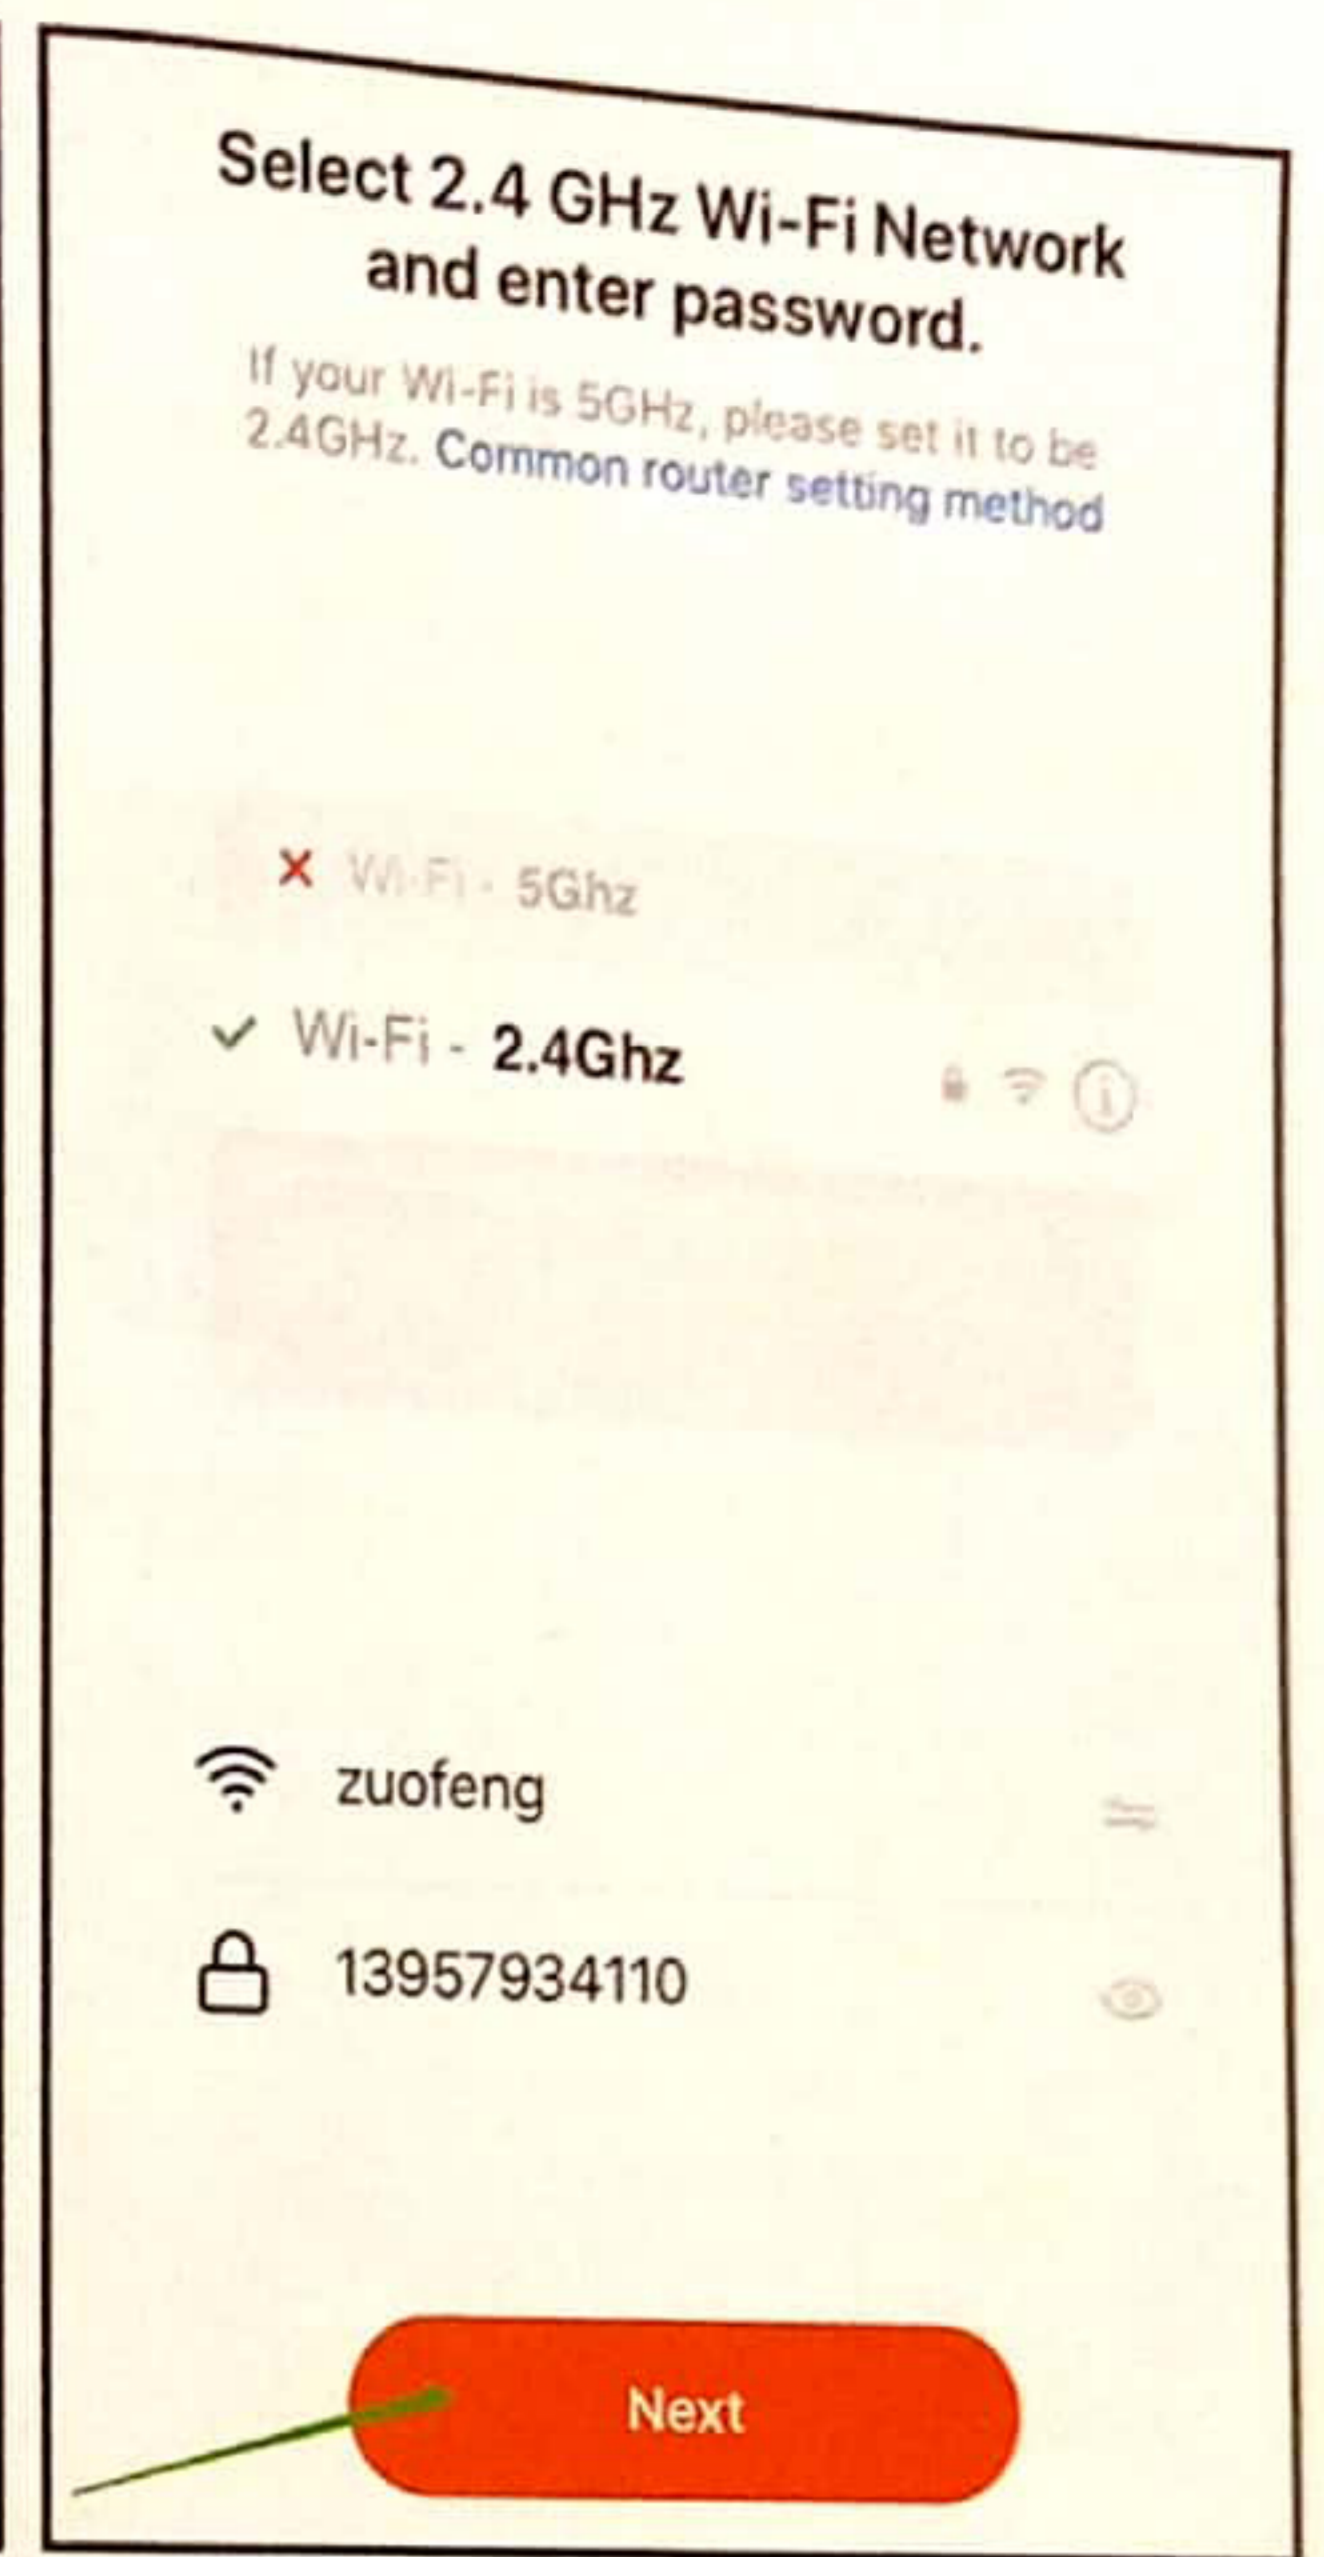 Select 2.4 GHz Wi-Fi Network
and enter password.
If your Wi-Fi is 5GHz, please set it to be
2.4GHz. Common router setting method
Wi-Fi - 5Ghz
Wi-Fi - 2.4Ghz
zuofeng
13957934110
Next